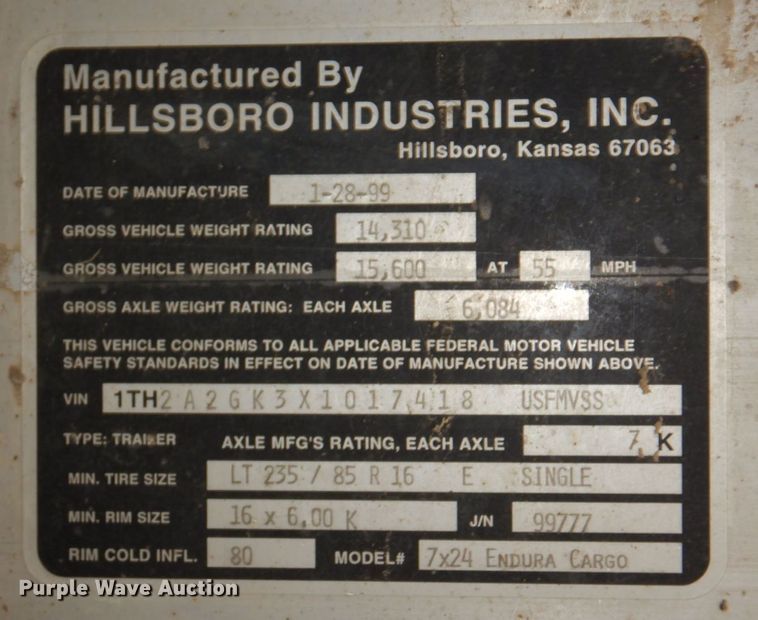 Manufactured By
HILLSBORO INDUSTRIES, INC.
Hillsboro, Kansas 67063
DATE OF MANUFACTURE 1-28-99
GROSS VEHICLE WEIGHT RATING 14,310
GROSS VEHICLE WEIGHT RATING 15,600 AT 55 MPH
GROSS AXLE WEIGHT RATING: EACH AXLE 6,084
THIS VEHICLE CONFORMS TO ALL APPLICABLE FEDERAL MOTOR VEHICLE
SAFETY STANDARDS IN EFFECT ON DATE OF MANUFACTURE SHOWN ABOVE.
VIN 1TH2A2GK3X1017418 USFMVSS
TYPE: TRAILER AXLE MFG'S RATING, EACH AXLE 7 K
MIN. TIRE SIZE LT 235 / 85 R 16 E SINGLE
MIN. RIM SIZE 16 x 6.00 K J/N 99777
RIM COLD INFL. 80 MODEL# 7x24 ENDURA CARGO
Purple Wave Auction